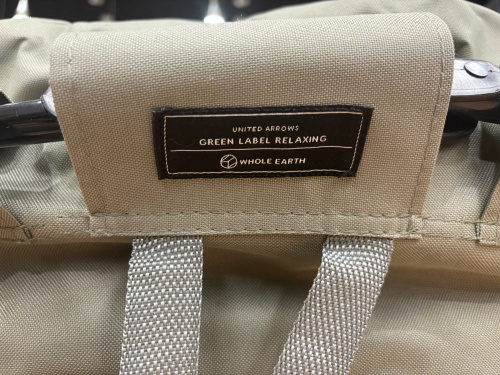 UNITED ARROWS
GREEN LABEL RELAXING
WHOLE EARTH